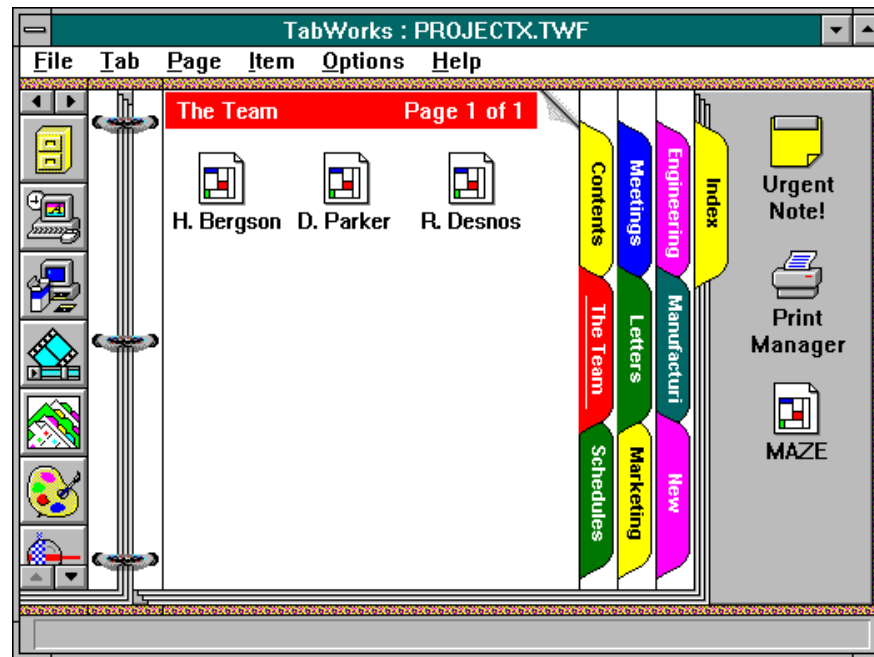 TabWorks : PROJECTX.TWF
File Tab Page Item Options Help
The Team Page 1 of 1
H. Bergson D. Parker R. Desnos
Contents
The Team
Schedules
Meetings
Letters
Marketing
Engineering
Manufacturi
New
Index
Urgent
Note!
Print
Manager
MAZE